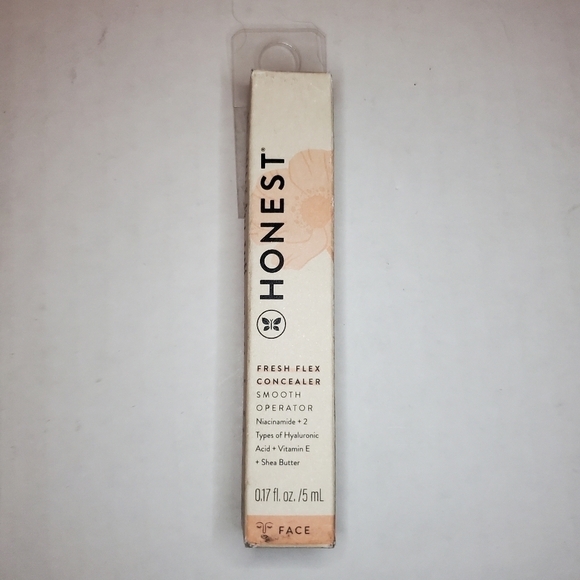 HONEST®
FRESH FLEX
CONCEALER
SMOOTH
OPERATOR
Niacinamide + 2
Types of Hyaluronic
Acid + Vitamin E
+ Shea Butter
0.17 fl. oz. /5 mL
FACE